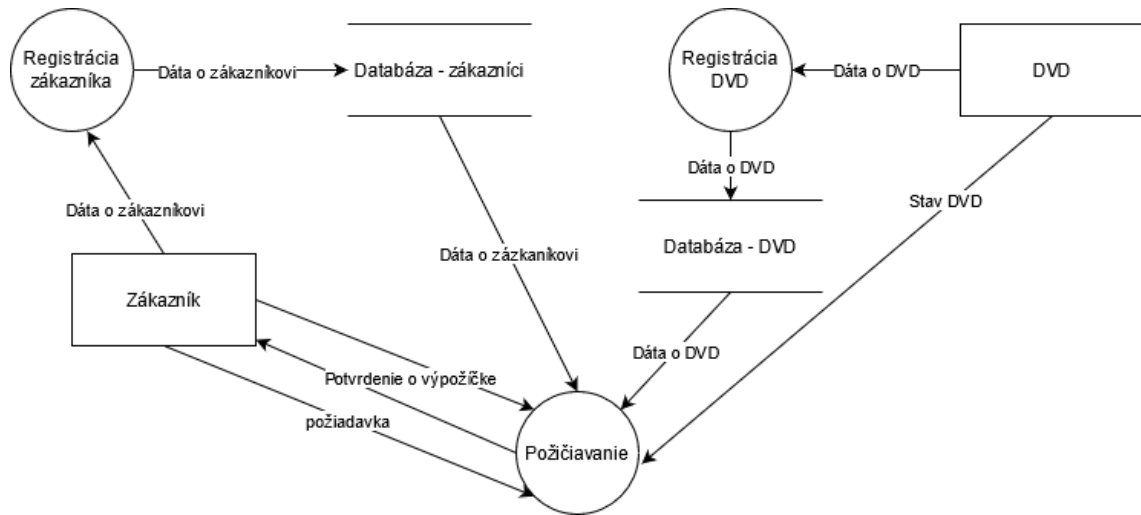 Registrácia
zákazníka
Dáta o zákazníkovi
Databáza - zákazníci
Registrácia
DVD
Dáta o DVD
DVD
Dáta o DVD
Dáta o zákazníkovi
Stav DVD
Dáta o zázkaníkovi
Databáza - DVD
Zákazník
Dáta o DVD
Potvrdenie o výpožíčke
požiadavka
Požičiavanie